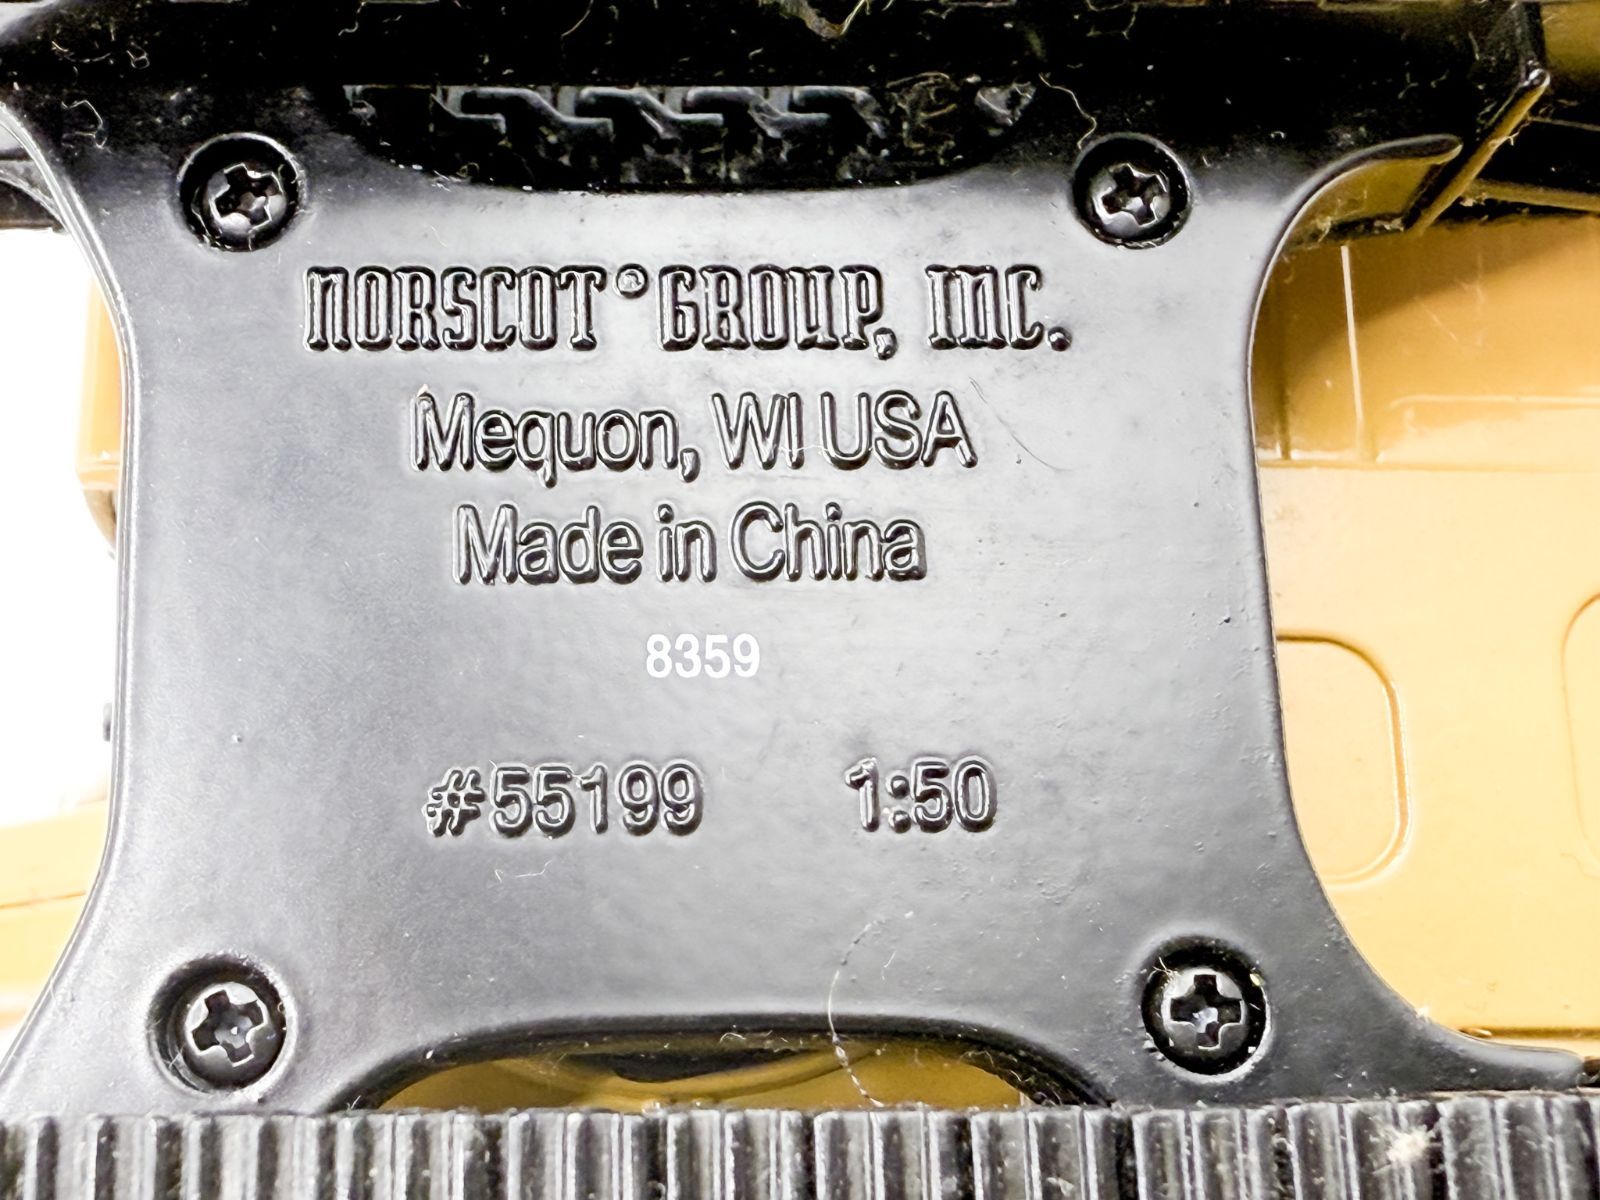 NORSCOT® GROUP, INC.
Mequon, WI USA
Made in China
8359
#55199 1:50